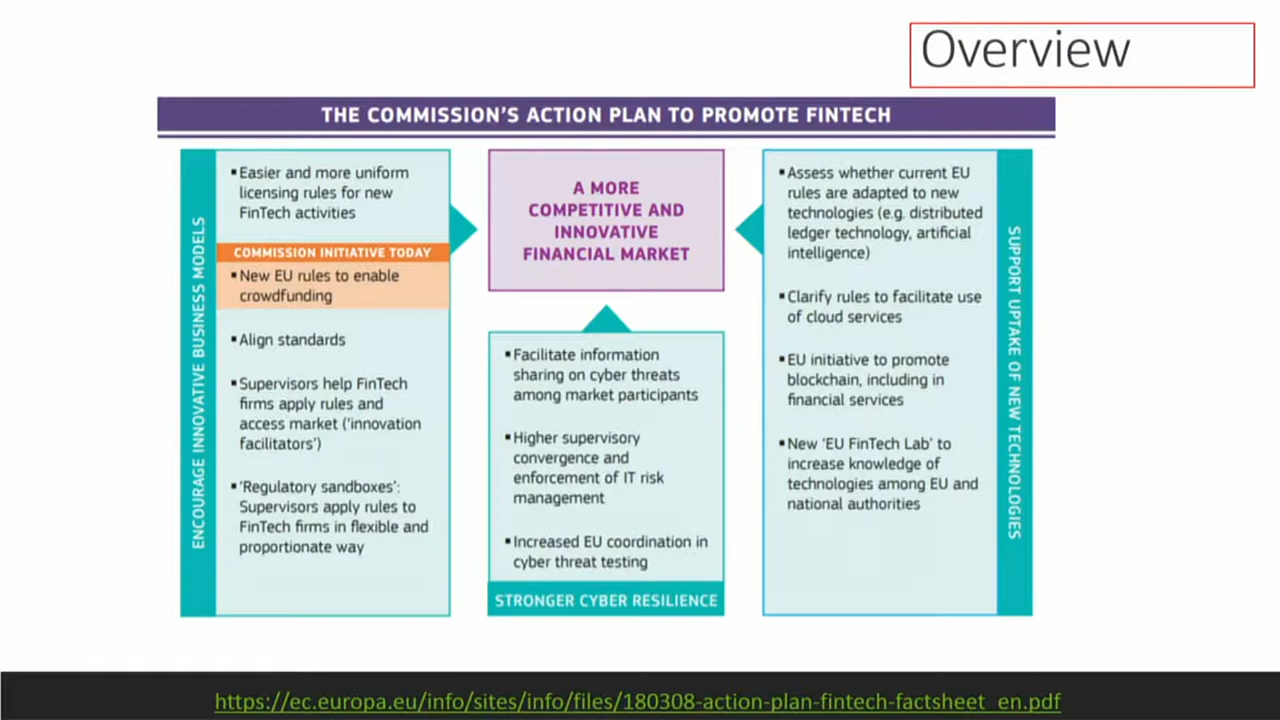 Overview
THE COMMISSION'S ACTION PLAN TO PROMOTE FINTECH
ENCOURAGE INNOVATIVE BUSINESS MODELS
▪Easier and more uniform
licensing rules for new
FinTech activities
COMMISSION INITIATIVE TODAY
▪New EU rules to enable
crowdfunding
▪Align standards
▪Supervisors help FinTech
firms apply rules and
access market ('innovation
facilitators')
▪'Regulatory sandboxes':
Supervisors apply rules to
FinTech firms in flexible and
proportionate way
A MORE
COMPETITIVE AND
INNOVATIVE
FINANCIAL MARKET
▪Facilitate information
sharing on cyber threats
among market participants
▪Higher supervisory
convergence and
enforcement of IT risk
management
▪Increased EU coordination in
cyber threat testing
STRONGER CYBER RESILIENCE
▪Assess whether current EU
rules are adapted to new
technologies (e.g. distributed
ledger technology, artificial
intelligence)
▪Clarify rules to facilitate use
of cloud services
▪EU initiative to promote
blockchain, including in
financial services
▪New 'EU FinTech Lab' to
increase knowledge of
technologies among EU and
national authorities
SUPPORT UPTAKE OF NEW TECHNOLOGIES
https://ec.europa.eu/info/sites/info/files/180308-action-plan-fintech-factsheet_en.pdf